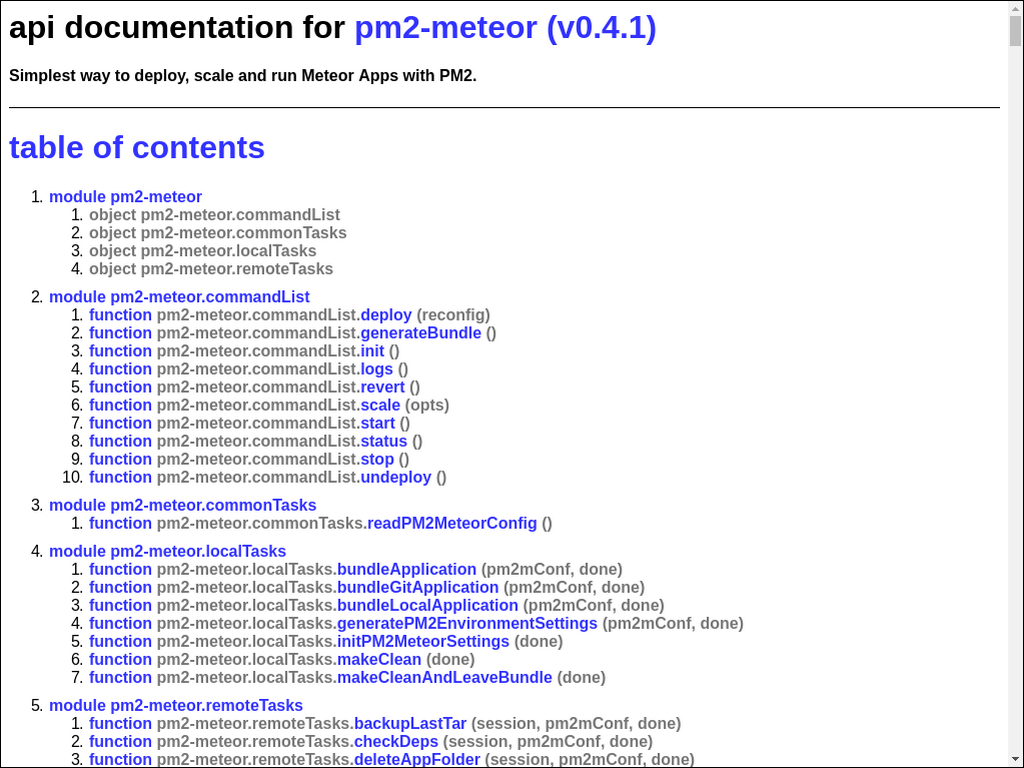 api documentation for pm2-meteor (v0.4.1)
Simplest way to deploy, scale and run Meteor Apps with PM2.
table of contents
1. module pm2-meteor
1. object pm2-meteor.commandList
2. object pm2-meteor.commonTasks
3. object pm2-meteor.localTasks
4. object pm2-meteor.remoteTasks
2. module pm2-meteor.commandList
1. function pm2-meteor.commandList.deploy (reconfig)
2. function pm2-meteor.commandList.generateBundle ()
3. function pm2-meteor.commandList.init ()
4. function pm2-meteor.commandList.logs ()
5. function pm2-meteor.commandList.revert ()
6. function pm2-meteor.commandList.scale (opts)
7. function pm2-meteor.commandList.start ()
8. function pm2-meteor.commandList.status ()
9. function pm2-meteor.commandList.stop ()
10. function pm2-meteor.commandList.undeploy ()
3. module pm2-meteor.commonTasks
1. function pm2-meteor.commonTasks.readPM2MeteorConfig ()
4. module pm2-meteor.localTasks
1. function pm2-meteor.localTasks.bundleApplication (pm2mConf, done)
2. function pm2-meteor.localTasks.bundleGitApplication (pm2mConf, done)
3. function pm2-meteor.localTasks.bundleLocalApplication (pm2mConf, done)
4. function pm2-meteor.localTasks.generatePM2EnvironmentSettings (pm2mConf, done)
5. function pm2-meteor.localTasks.initPM2MeteorSettings (done)
6. function pm2-meteor.localTasks.makeClean (done)
7. function pm2-meteor.localTasks.makeCleanAndLeaveBundle (done)
5. module pm2-meteor.remoteTasks
1. function pm2-meteor.remoteTasks.backupLastTar (session, pm2mConf, done)
2. function pm2-meteor.remoteTasks.checkDeps (session, pm2mConf, done)
3. function pm2-meteor.remoteTasks.deleteAppFolder (session, pm2mConf, done)